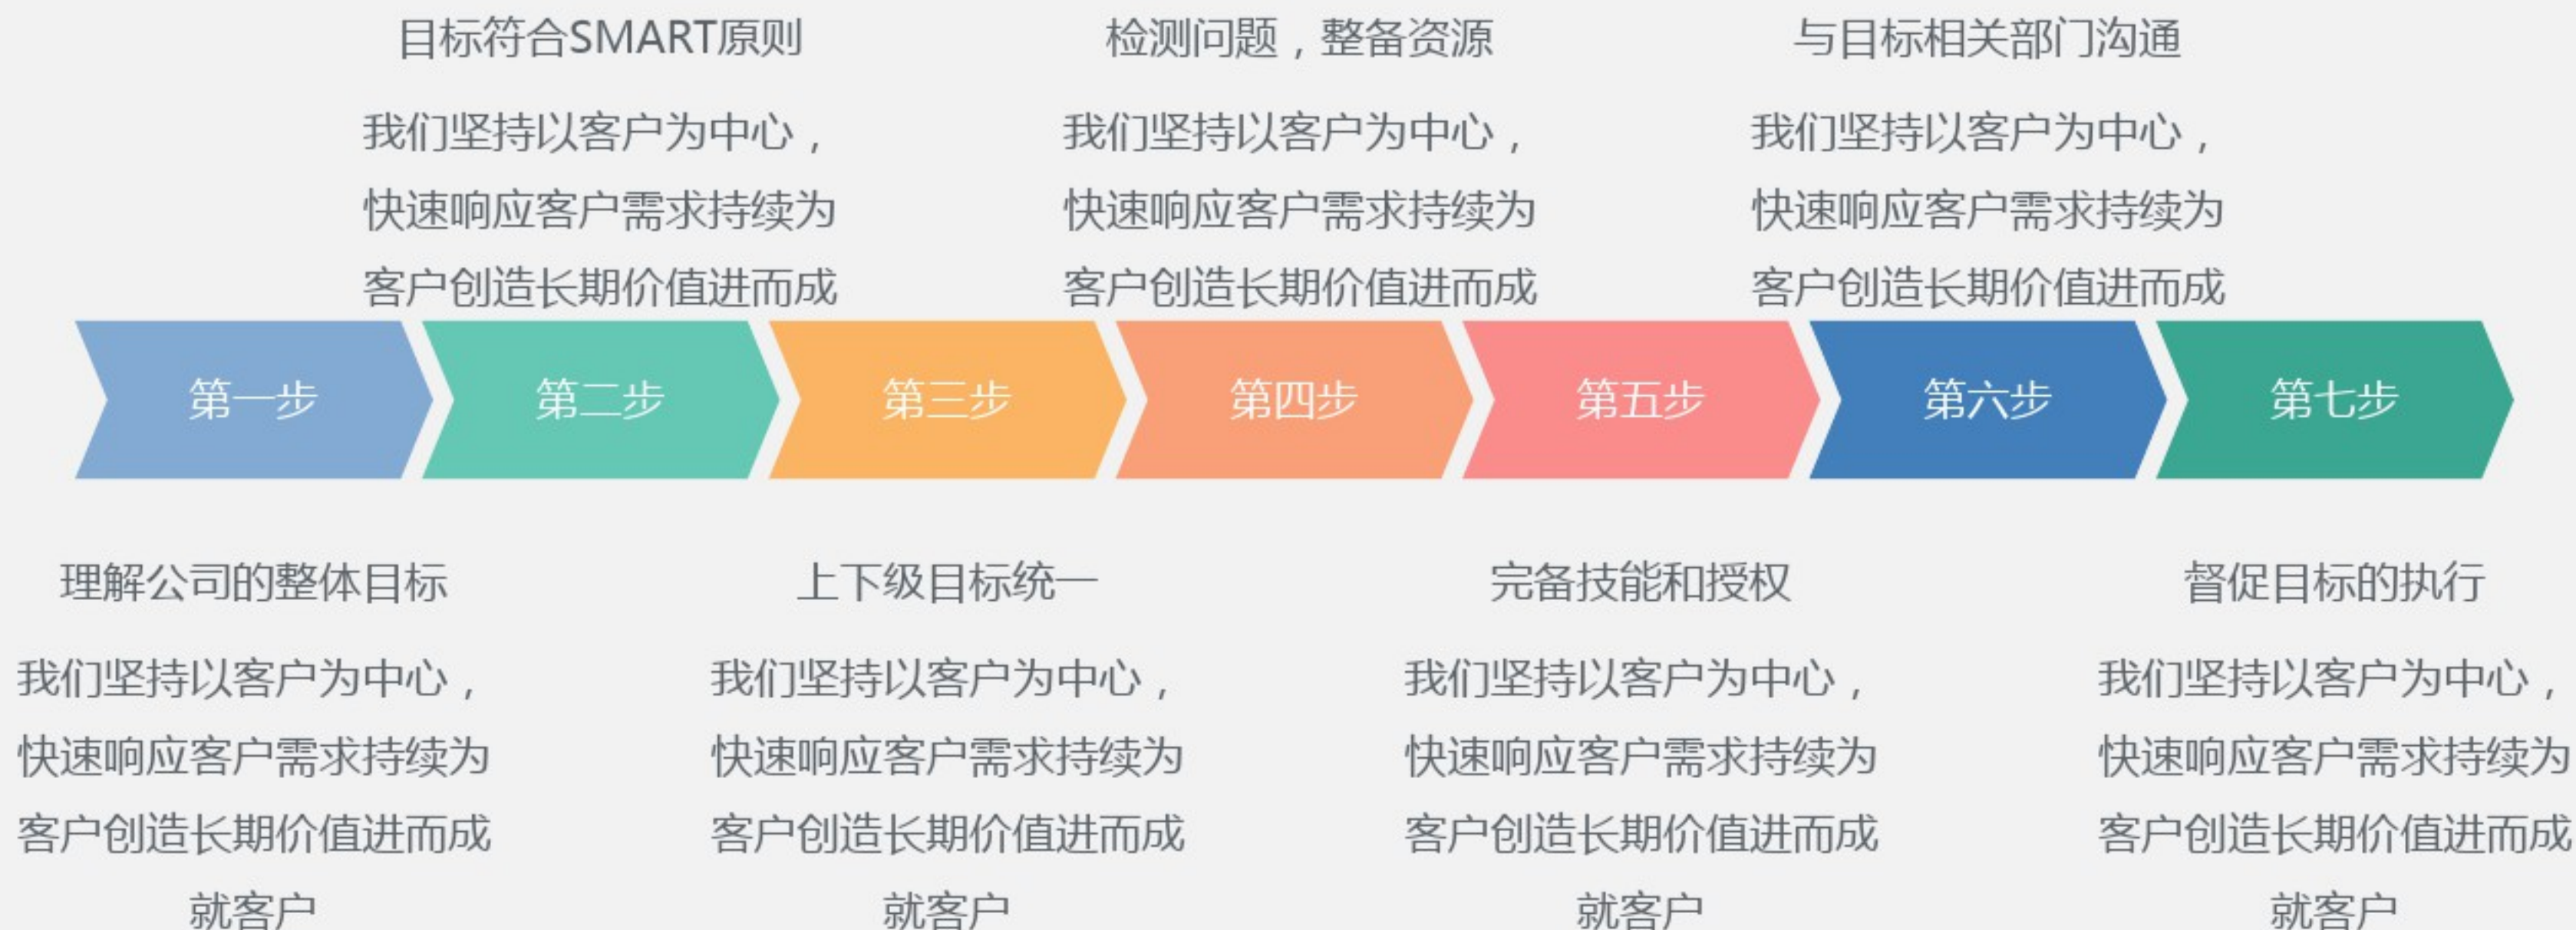 目标符合SMART原则
我们坚持以客户为中心，
快速响应客户需求持续为
客户创造长期价值进而成
检测问题，整备资源
我们坚持以客户为中心，
快速响应客户需求持续为
客户创造长期价值进而成
与目标相关部门沟通
我们坚持以客户为中心，
快速响应客户需求持续为
客户创造长期价值进而成
第一步
第二步
第三步
第四步
第五步
第六步
第七步
理解公司的整体目标
我们坚持以客户为中心，
快速响应客户需求持续为
客户创造长期价值进而成
就客户
上下级目标统一
我们坚持以客户为中心，
快速响应客户需求持续为
客户创造长期价值进而成
就客户
完备技能和授权
我们坚持以客户为中心，
快速响应客户需求持续为
客户创造长期价值进而成
就客户
督促目标的执行
我们坚持以客户为中心，
快速响应客户需求持续为
客户创造长期价值进而成
就客户